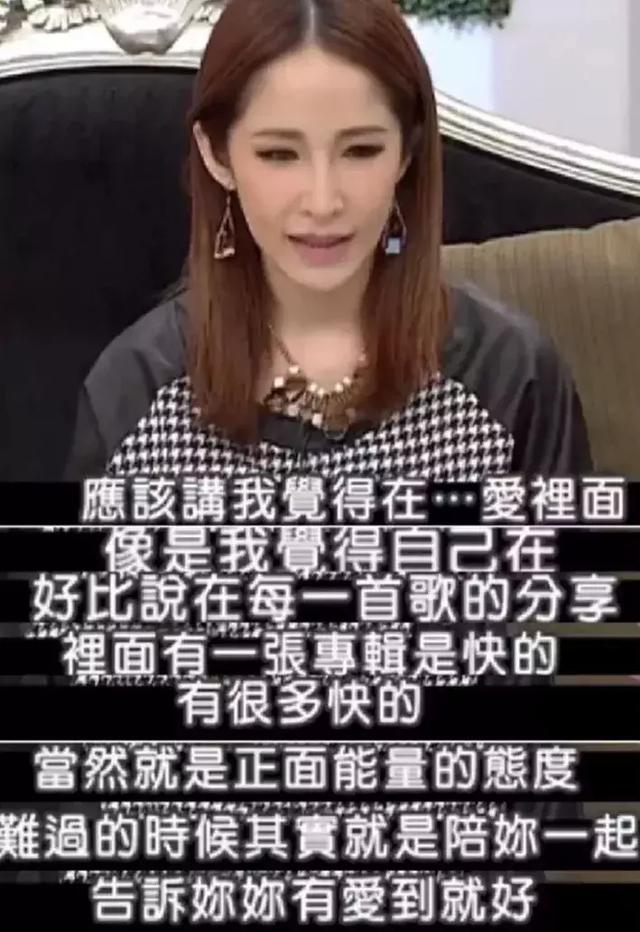 應該講我覺得在…愛裡面
像是我覺得自己在
好比說在每一首歌的分享
裡面有一張專輯是快的
有很多快的
當然就是正面能量的態度
難過的時候其實就是陪妳一起
告訴妳妳有愛到就好